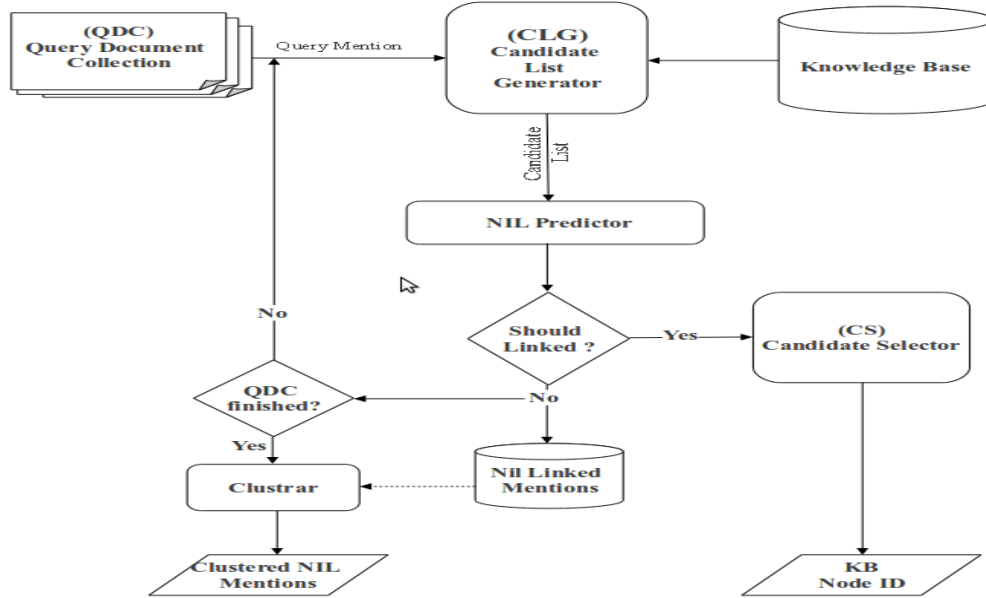 (QDC)
Query Document
Collection
Query Mention
(CLG)
Candidate
List
Generator
Knowledge Base
Candidate
List
NIL Predictor
Should
Linked ?
Yes
(CS)
Candidate Selector
No
QDC
finished?
No
Yes
Clustrar
Nil Linked
Mentions
Clustered NIL
Mentions
KB
Node ID